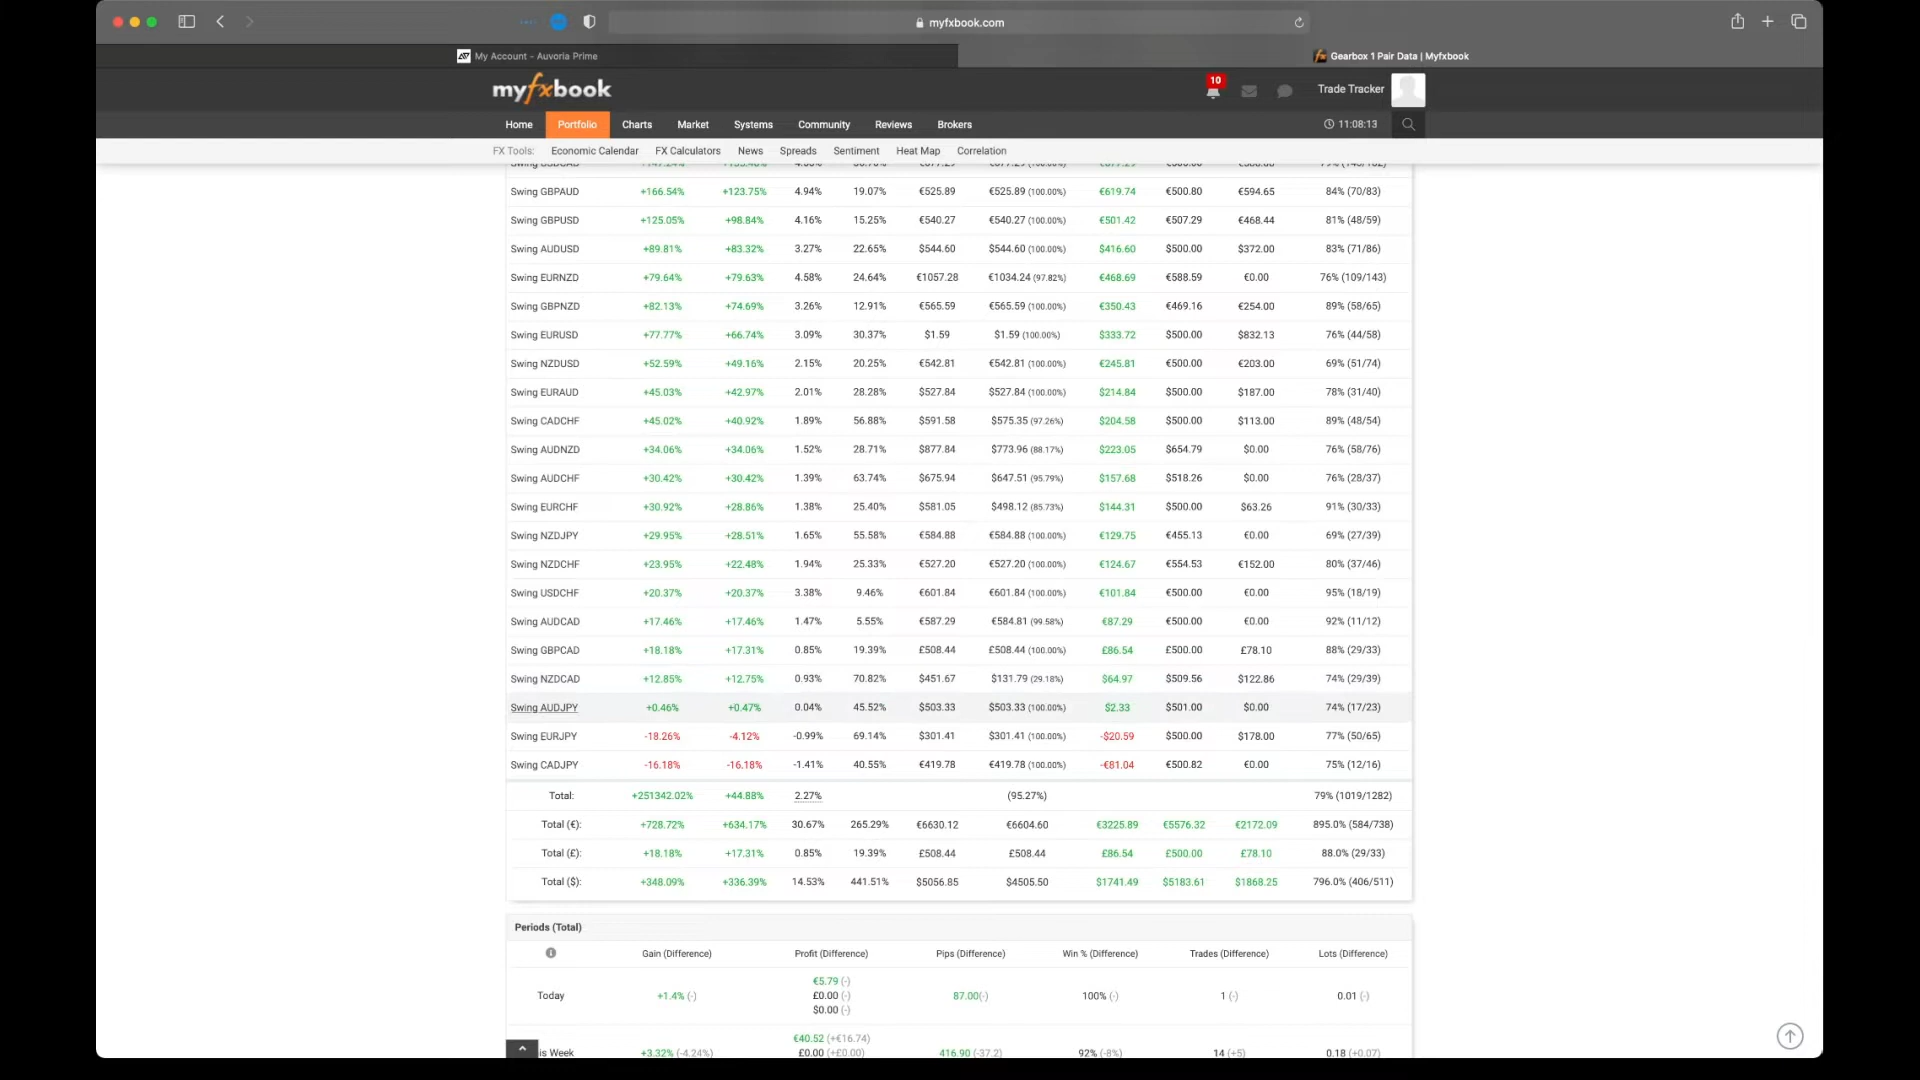 myfxbook.com
My Account - Auvoria Prime
Gearbox 1 Pair Data | Myfxbook
myfxbook
10
Trade Tracker
Home Portfolio Charts Market Systems Community Reviews Brokers
11:08:13
FX Tools: Economic Calendar FX Calculators News Spreads Sentiment Heat Map Correlation
Swing GBPAUD +166.54% +123.75% 4.94% 19.07% €525.89 €525.89 (100.00%) €619.74 €500.80 €594.65 84% (70/83)
Swing GBPUSD +125.05% +98.84% 4.16% 15.25% €540.27 €540.27 (100.00%) €501.42 €507.29 €468.44 81% (48/59)
Swing AUDUSD +89.81% +83.32% 3.27% 22.65% $544.60 $544.60 (100.00%) $416.60 $500.00 $372.00 83% (71/86)
Swing EURNZD +79.64% +79.63% 4.58% 24.64% €1057.28 €1034.24 (97.82%) €468.69 €588.59 €0.00 76% (109/143)
Swing GBPNZD +82.13% +74.69% 3.26% 12.91% €565.59 €565.59 (100.00%) €350.43 €469.16 €254.00 89% (58/65)
Swing EURUSD +77.77% +66.74% 3.09% 30.37% $1.59 $1.59 (100.00%) $333.72 $500.00 $832.13 76% (44/58)
Swing NZDUSD +52.59% +49.16% 2.15% 20.25% €542.81 €542.81 (100.00%) €245.81 €500.00 €203.00 69% (51/74)
Swing EURAUD +45.03% +42.97% 2.01% 28.28% $527.84 $527.84 (100.00%) $214.84 $500.00 $187.00 78% (31/40)
Swing CADCHF +45.02% +40.92% 1.89% 56.88% $591.58 $575.35 (97.26%) $204.58 $500.00 $113.00 89% (48/54)
Swing AUDNZD +34.06% +34.06% 1.52% 28.71% $877.84 $773.96 (88.17%) $223.05 $654.79 $0.00 76% (58/76)
Swing AUDCHF +30.42% +30.42% 1.39% 63.74% $675.94 $647.51 (95.79%) $157.68 $518.26 $0.00 76% (28/37)
Swing EURCHF +30.92% +28.86% 1.38% 25.40% $581.05 $498.12 (85.73%) $144.31 $500.00 $63.26 91% (30/33)
Swing NZDJPY +29.95% +28.51% 1.65% 55.58% €584.88 €584.88 (100.00%) €129.75 €455.13 €0.00 69% (27/39)
Swing NZDCHF +23.95% +22.48% 1.94% 25.33% €527.20 €527.20 (100.00%) €124.67 €554.53 €152.00 80% (37/46)
Swing USDCHF +20.37% +20.37% 3.38% 9.46% €601.84 €601.84 (100.00%) €101.84 €500.00 €0.00 95% (18/19)
Swing AUDCAD +17.46% +17.46% 1.47% 5.55% €587.29 €584.81 (99.58%) €87.29 €500.00 €0.00 92% (11/12)
Swing GBPCAD +18.18% +17.31% 0.85% 19.39% £508.44 £508.44 (100.00%) £86.54 £500.00 £78.10 88% (29/33)
Swing NZDCAD +12.85% +12.75% 0.93% 70.82% $451.67 $131.79 (29.18%) $64.97 $509.56 $122.86 74% (29/39)
Swing AUDJPY +0.46% +0.47% 0.04% 45.52% $503.33 $503.33 (100.00%) $2.33 $501.00 $0.00 74% (17/23)
Swing EURJPY -18.26% -4.12% -0.99% 69.14% $301.41 $301.41 (100.00%) -$20.59 $500.00 $178.00 77% (50/65)
Swing CADJPY -16.18% -16.18% -1.41% 40.55% €419.78 €419.78 (100.00%) -€81.04 €500.82 €0.00 75% (12/16)
Total: +251342.02% +44.88% 2.27% (95.27%) 79% (1019/1282)
Total (€): +728.72% +634.17% 30.67% 265.29% €6630.12 €6604.60 €3225.89 €5576.32 €2172.09 895.0% (584/738)
Total (£): +18.18% +17.31% 0.85% 19.39% £508.44 £508.44 £86.54 £500.00 £78.10 88.0% (29/33)
Total ($): +348.09% +336.39% 14.53% 441.51% $5056.85 $4505.50 $1741.49 $5183.61 $1868.25 796.0% (406/511)
Periods (Total)
Gain (Difference) Profit (Difference) Pips (Difference) Win % (Difference) Trades (Difference) Lots (Difference)
€5.79 (-)
Today +1.4% (-) £0.00 (-) 87.00(-) 100% (-) 1 (-) 0.01 (-)
$0.00 (-)
€40.52 (+€16.74)
is Week +3.32% (-4.24%) £0.00 (+£0.00) 416.90 (-37.2) 92% (-8%) 14 (+5) 0.18 (+0.07)